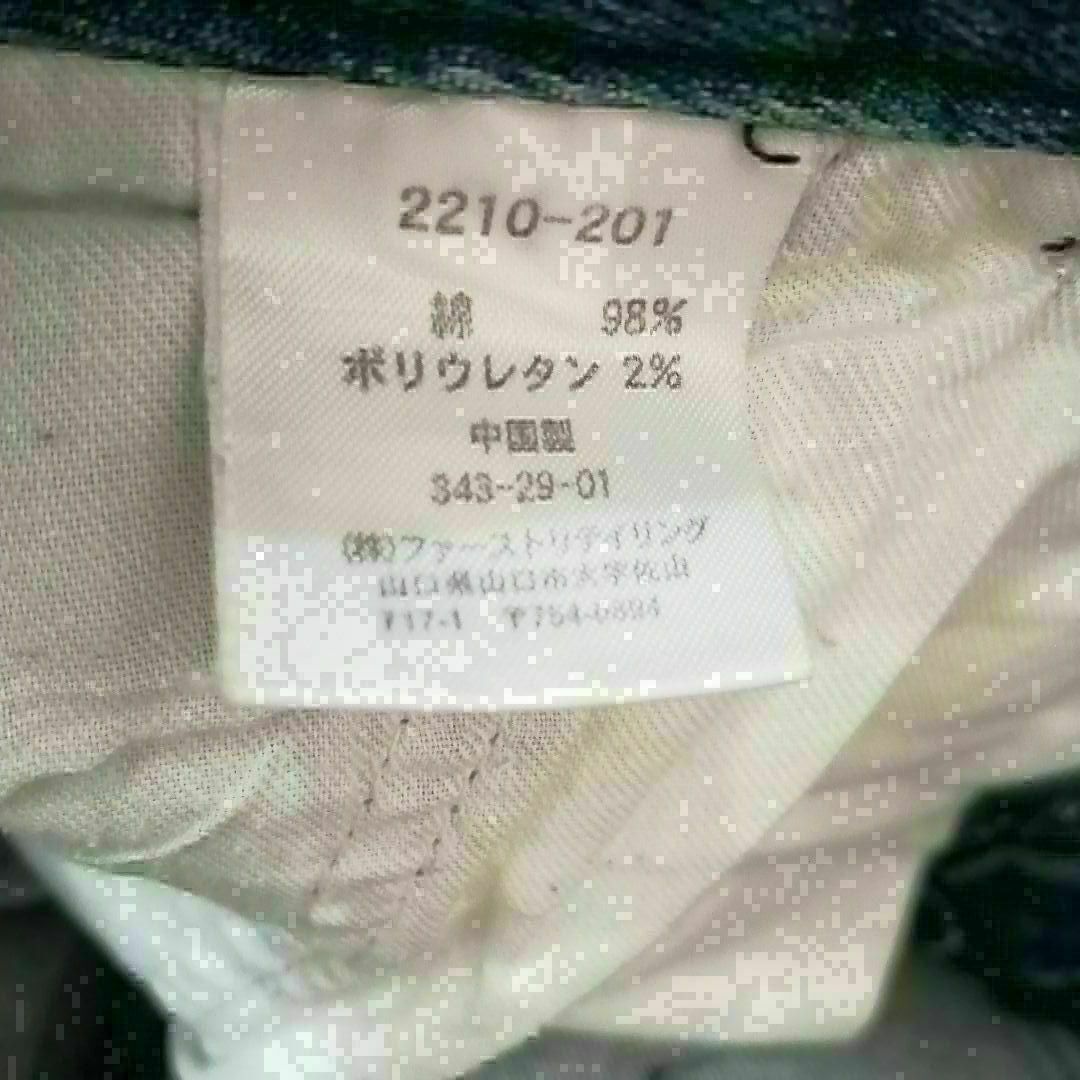 2210-201
綿 98%
ポリウレタン 2%
中国製
343-29-01
(株)ファーストリテイリング
山口県山口市大字佐山
717-1 〒754-0894